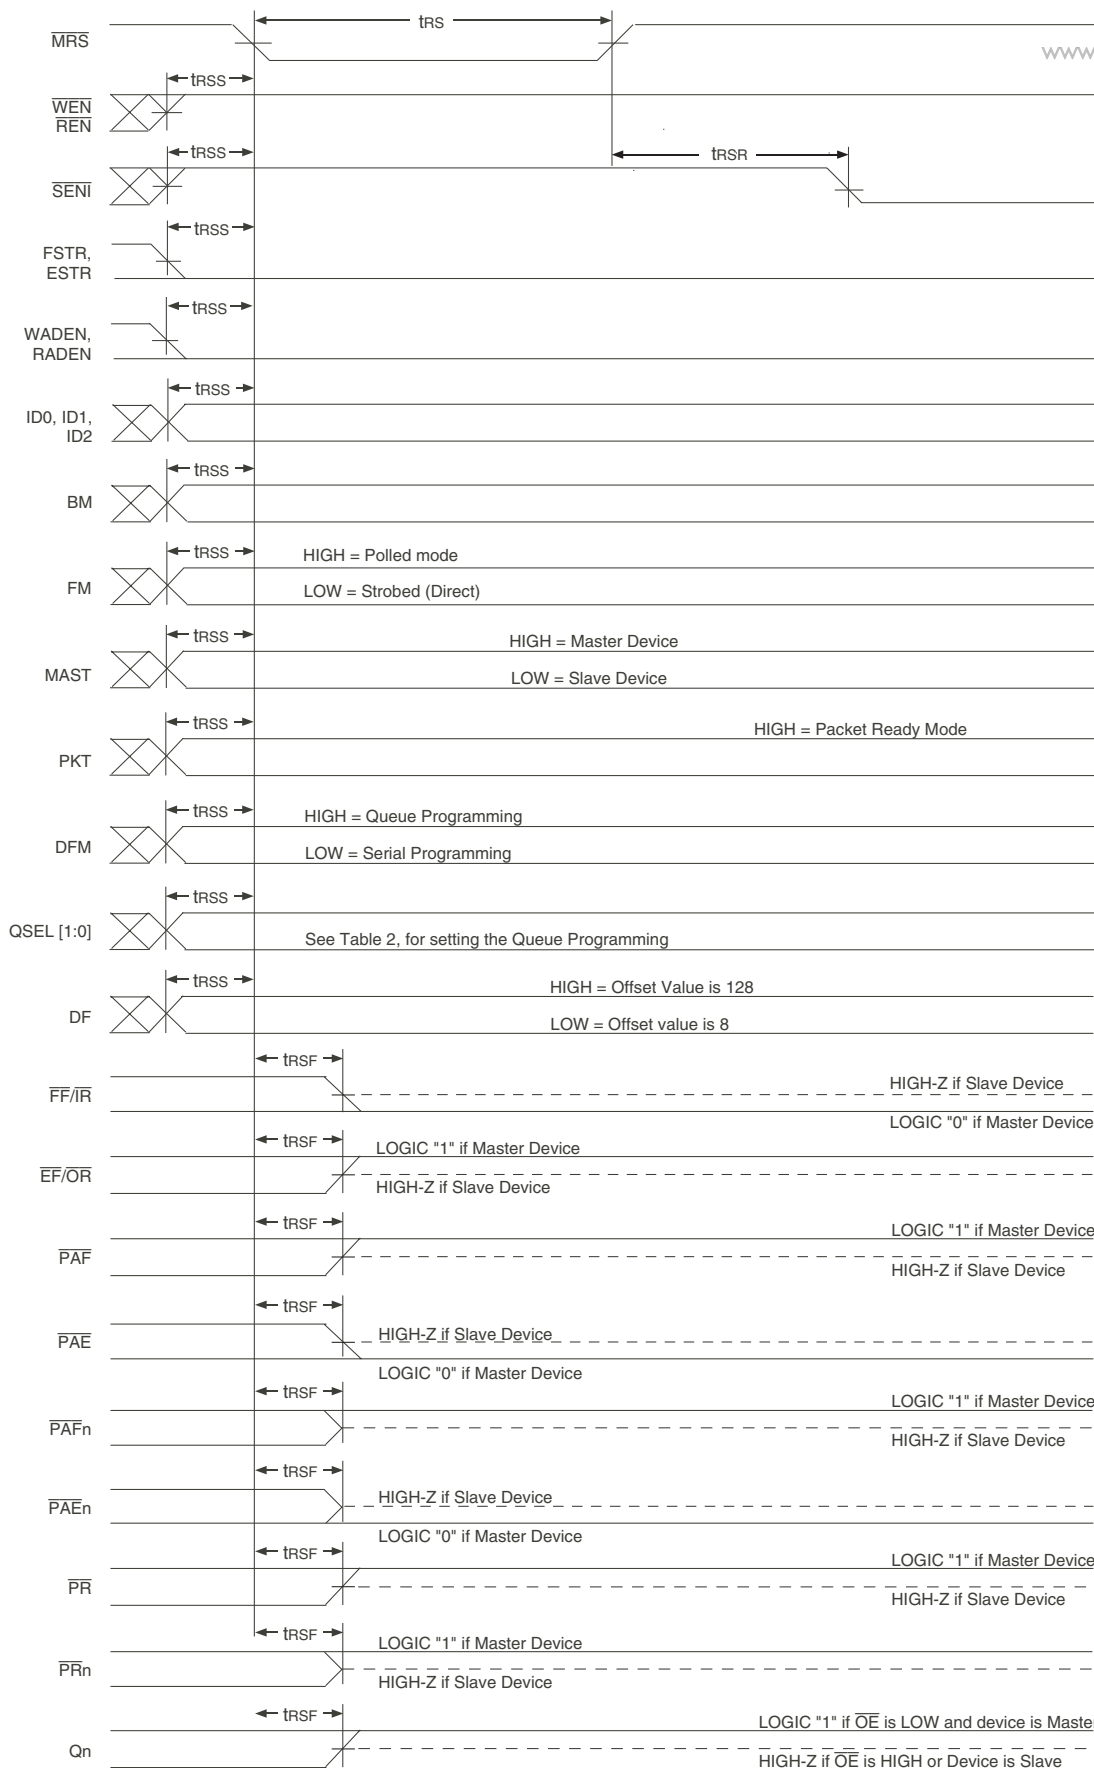 tRS
MRS
www
tRSS
WEN
REN
tRSS
tRSR
SENI
tRSS
FSTR,
ESTR
tRSS
WADEN,
RADEN
tRSS
ID0, ID1,
ID2
tRSS
BM
tRSS
HIGH = Polled mode
FM
LOW = Strobed (Direct)
tRSS
HIGH = Master Device
MAST
LOW = Slave Device
tRSS
HIGH = Packet Ready Mode
PKT
tRSS
HIGH = Queue Programming
DFM
LOW = Serial Programming
tRSS
QSEL [1:0]
See Table 2, for setting the Queue Programming
tRSS
HIGH = Offset Value is 128
DF
LOW = Offset value is 8
tRSF
FF/IR
HIGH-Z if Slave Device
LOGIC "0" if Master Device
tRSF
LOGIC "1" if Master Device
EF/OR
HIGH-Z if Slave Device
tRSF
LOGIC "1" if Master Device
PAF
HIGH-Z if Slave Device
tRSF
PAE
HIGH-Z if Slave Device
LOGIC "0" if Master Device
tRSF
LOGIC "1" if Master Device
PAFn
HIGH-Z if Slave Device
tRSF
HIGH-Z if Slave Device
PAEn
LOGIC "0" if Master Device
tRSF
LOGIC "1" if Master Device
PR
HIGH-Z if Slave Device
tRSF
LOGIC "1" if Master Device
PRn
HIGH-Z if Slave Device
tRSF
LOGIC "1" if OE is LOW and device is Master
Qn
HIGH-Z if OE is HIGH or Device is Slave